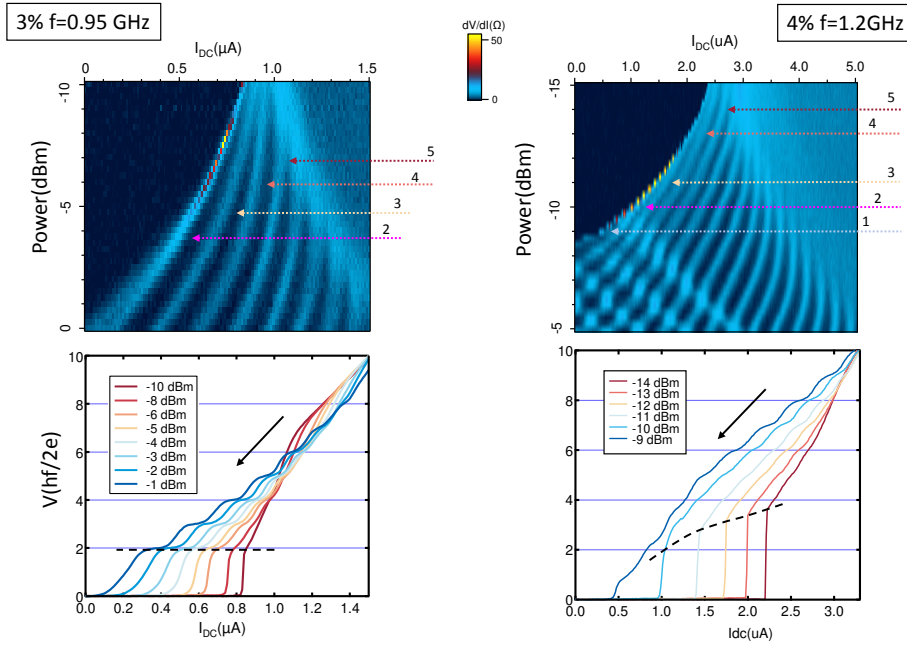 3% f=0.95 GHz
4% f=1.2GHz
dV/dI(Ω)
50
0
I_DC(µA)
0 0.5 1.0 1.5
Power(dBm)
-10
-5
0
5
4
3
2
I_DC(uA)
0.0 1.0 2.0 3.0 4.0 5.0
Power(dBm)
-15
-10
-5
5
4
3
2
1
V(hf/2e)
10
8
6
4
2
0
-10 dBm
-8 dBm
-6 dBm
-5 dBm
-4 dBm
-3 dBm
-2 dBm
-1 dBm
0.0 0.2 0.4 0.6 0.8 1.0 1.2 1.4
I_DC(µA)
10
8
6
4
2
0
-14 dBm
-13 dBm
-12 dBm
-11 dBm
-10 dBm
-9 dBm
0.0 0.5 1.0 1.5 2.0 2.5 3.0
Idc(uA)